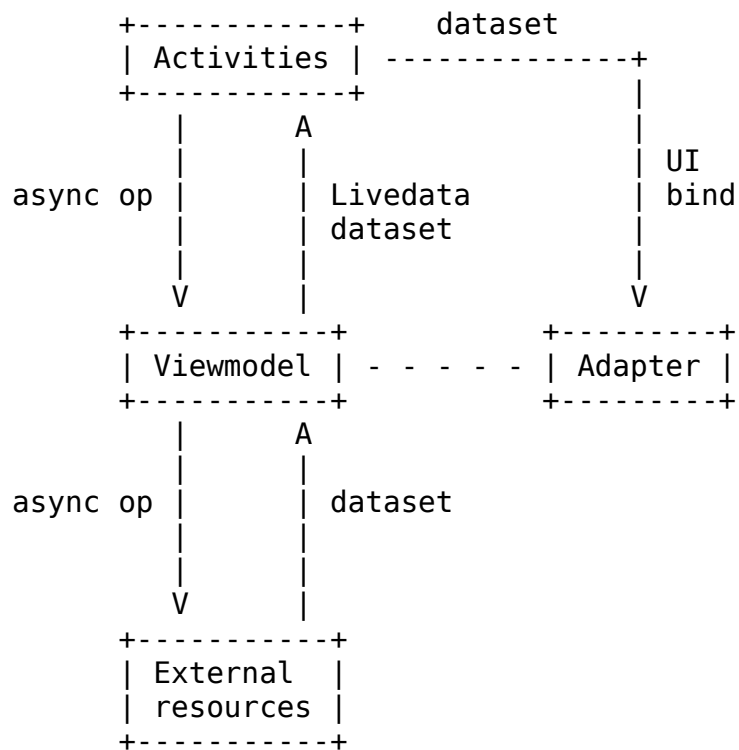 dataset
Activities
UI
async op Livedata bind
dataset
Viewmodel Adapter
async op dataset
External
resources